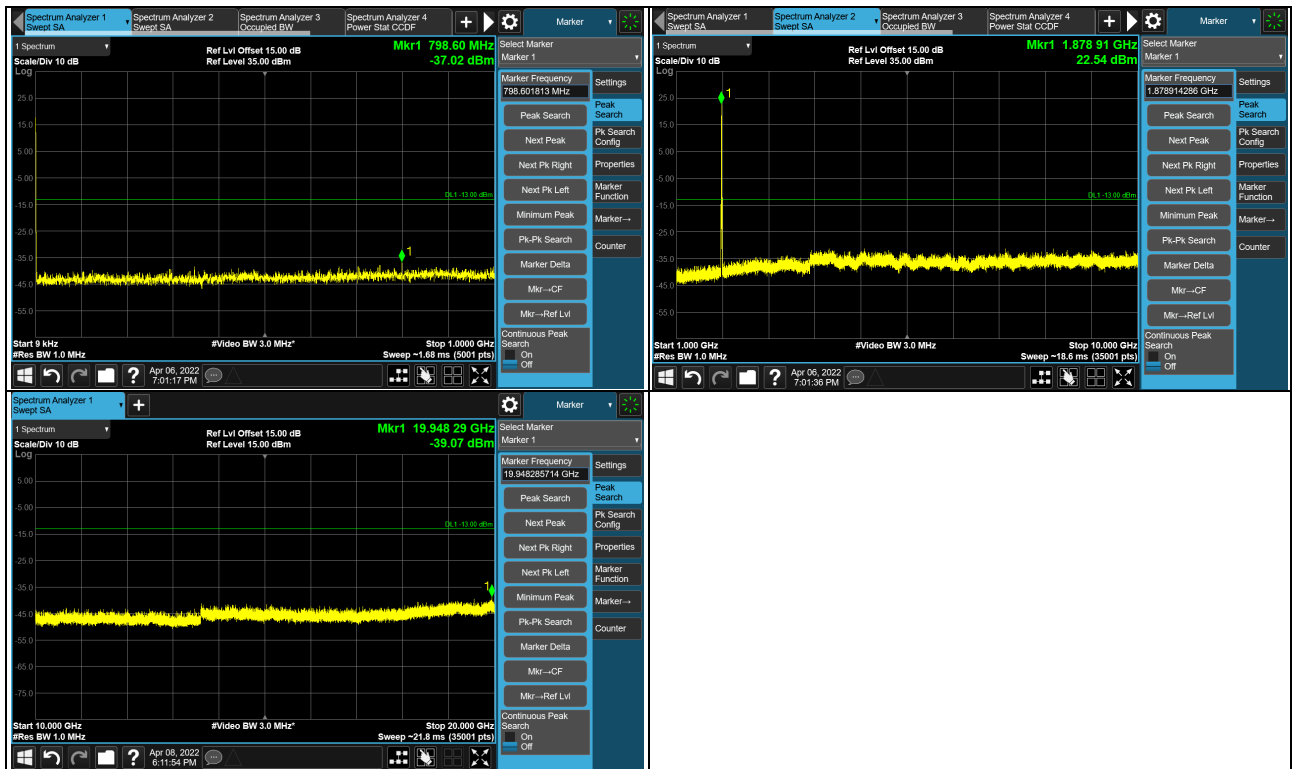 Spectrum Analyzer 1
Swept SA
Spectrum Analyzer 2
Swept SA
Spectrum Analyzer 3
Occupied BW
Spectrum Analyzer 4
Power Stat CCDF
+
Marker
1 Spectrum
Scale/Div 10 dB
Log
Ref Lvl Offset 15.00 dB
Ref Level 35.00 dBm
Mkr1 798.60 MHz
-37.02 dBm
25.0
15.0
5.00
-5.00
-15.0
-25.0
-35.0
-45.0
-55.0
DL1 -13.00 dBm
1
Start 9 kHz
#Res BW 1.0 MHz
#Video BW 3.0 MHz*
Stop 1.0000 GHz
Sweep ~1.68 ms (5001 pts)
Select Marker
Marker 1
Marker Frequency
798.601813 MHz
Peak Search
Next Peak
Next Pk Right
Next Pk Left
Minimum Peak
Pk-Pk Search
Marker Delta
Mkr→CF
Mkr→Ref Lvl
Continuous Peak
Search
On
Off
Settings
Peak
Search
Pk Search
Config
Properties
Marker
Function
Marker→
Counter
?
Apr 06, 2022
7:01:17 PM
Spectrum Analyzer 1
Swept SA
Spectrum Analyzer 2
Swept SA
Spectrum Analyzer 3
Occupied BW
Spectrum Analyzer 4
Power Stat CCDF
+
Marker
1 Spectrum
Scale/Div 10 dB
Log
Ref Lvl Offset 15.00 dB
Ref Level 35.00 dBm
Mkr1 1.878 91 GHz
22.54 dBm
25.0
15.0
5.00
-5.00
-15.0
-25.0
-35.0
-45.0
-55.0
DL1 -13.00 dBm
1
Start 1.000 GHz
#Res BW 1.0 MHz
#Video BW 3.0 MHz
Stop 10.000 GHz
Sweep ~18.6 ms (35001 pts)
Select Marker
Marker 1
Marker Frequency
1.878914286 GHz
Peak Search
Next Peak
Next Pk Right
Next Pk Left
Minimum Peak
Pk-Pk Search
Marker Delta
Mkr→CF
Mkr→Ref Lvl
Continuous Peak
Search
On
Off
Settings
Peak
Search
Pk Search
Config
Properties
Marker
Function
Marker→
Counter
?
Apr 06, 2022
7:01:36 PM
Spectrum Analyzer 1
Swept SA
+
Marker
1 Spectrum
Scale/Div 10 dB
Log
Ref Lvl Offset 15.00 dB
Ref Level 15.00 dBm
Mkr1 19.948 29 GHz
-39.07 dBm
5.00
-5.00
-15.0
-25.0
-35.0
-45.0
-55.0
-65.0
-75.0
DL1 -13.00 dBm
1
Start 10.000 GHz
#Res BW 1.0 MHz
#Video BW 3.0 MHz*
Stop 20.000 GHz
Sweep ~21.8 ms (35001 pts)
Select Marker
Marker 1
Marker Frequency
19.948285714 GHz
Peak Search
Next Peak
Next Pk Right
Next Pk Left
Minimum Peak
Pk-Pk Search
Marker Delta
Mkr→CF
Mkr→Ref Lvl
Continuous Peak
Search
On
Off
Settings
Peak
Search
Pk Search
Config
Properties
Marker
Function
Marker→
Counter
?
Apr 08, 2022
6:11:54 PM